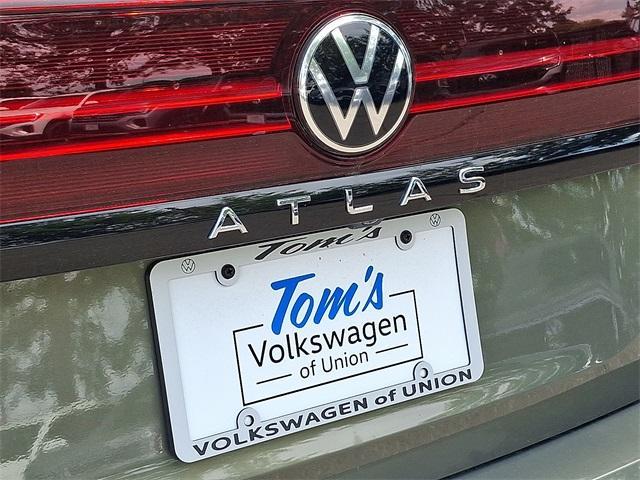 ATLAS
Tom's
Tom's
Volkswagen
of Union
VOLKSWAGEN of UNION